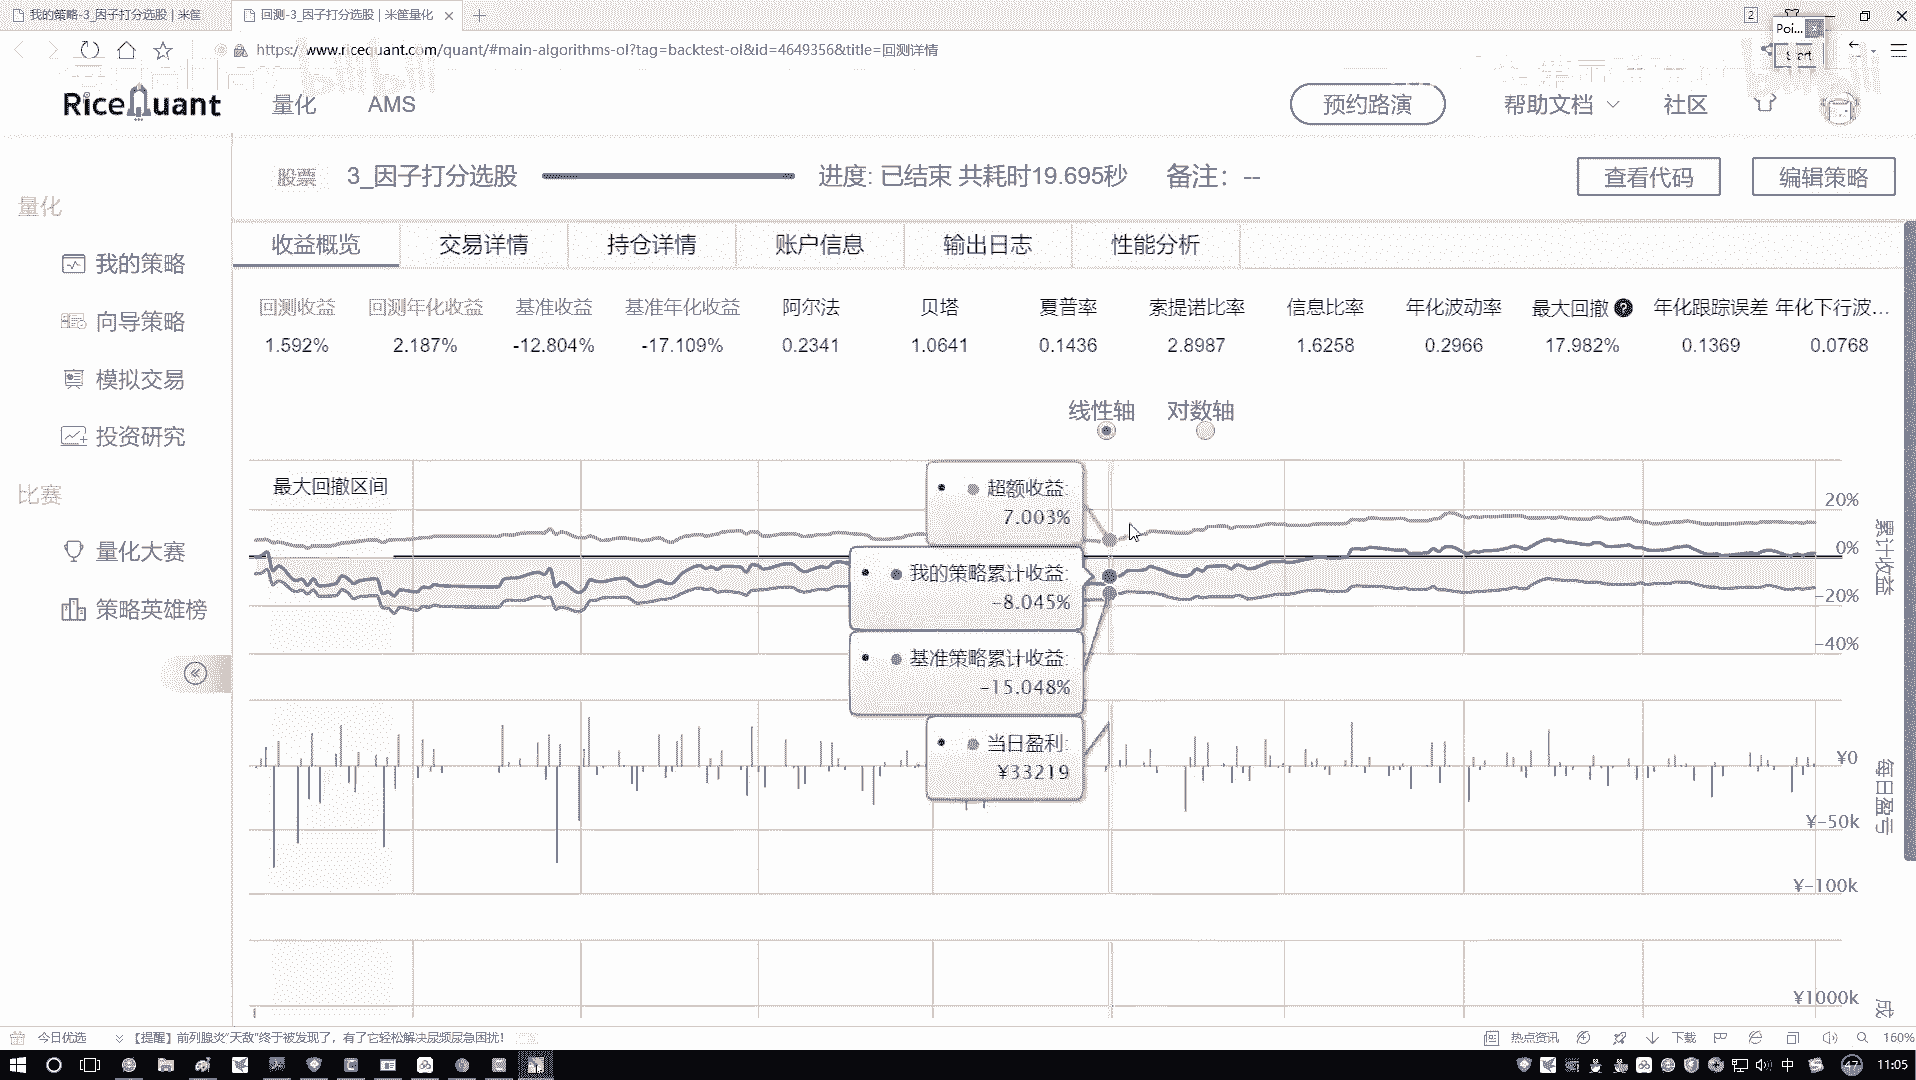 我的策略-3_因子打分选股 | 米筐
回测-3_因子打分选股 | 米筐量化
2
Poi...
Start
https://www.ricequant.com/quant/#main-algorithms-ol?tag=backtest-ol&id=4649356&title=回测详情
bilibili
RiceQuant
量化
AMS
预约路演
帮助文档
社区
股票
3_因子打分选股
进度: 已结束 共耗时19.695秒
备注: --
查看代码
编辑策略
量化
我的策略
向导策略
模拟交易
投资研究
比赛
量化大赛
策略英雄榜
收益概览 交易详情 持仓详情 账户信息 输出日志 性能分析
回测收益 回测年化收益 基准收益 基准年化收益 阿尔法 贝塔 夏普率 索提诺比率 信息比率 年化波动率 最大回撤 ? 年化跟踪误差 年化下行波...
1.592% 2.187% -12.804% -17.109% 0.2341 1.0641 0.1436 2.8987 1.6258 0.2966 17.982% 0.1369 0.0768
线性轴 对数轴
最大回撤区间
超额收益:
7.003%
我的策略累计收益:
-8.045%
基准策略累计收益:
-15.048%
当日盈利:
¥33219
20%
0%
-20%
-40%
累计收益
¥0
¥-50k
¥-100k
每日盈亏
¥1000k
成
今日优选
【提醒】前列腺炎“天敌”终于被发现了，有了它轻松解决尿频尿急困扰！
热点资讯
下载
160%
中
47
11:05